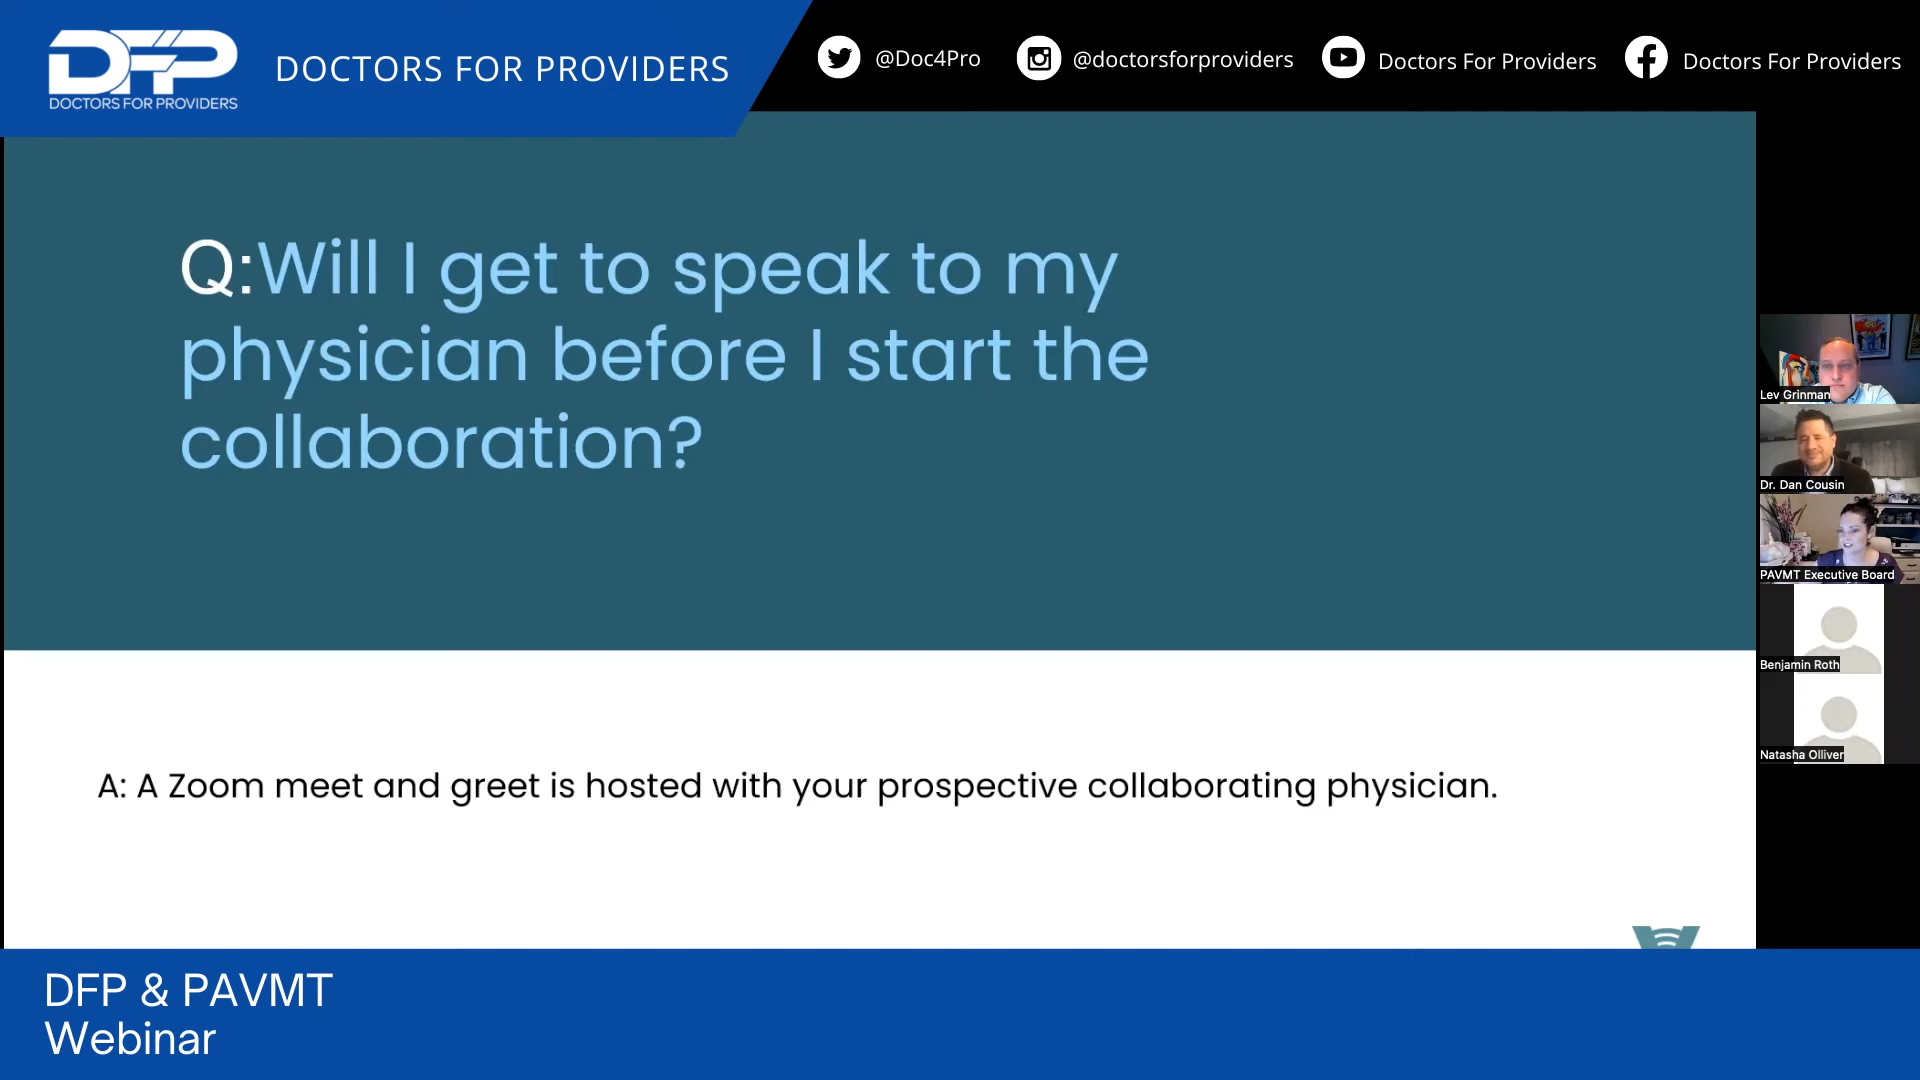 DFP
DOCTORS FOR PROVIDERS
DOCTORS FOR PROVIDERS
@Doc4Pro
@doctorsforproviders
Doctors For Providers
Doctors For Providers
Q:Will I get to speak to my
physician before I start the
collaboration?
Lev Grinman
Dr. Dan Cousin
PAVMT Executive Board
Benjamin Roth
Natasha Olliver
A: A Zoom meet and greet is hosted with your prospective collaborating physician.
DFP & PAVMT
Webinar